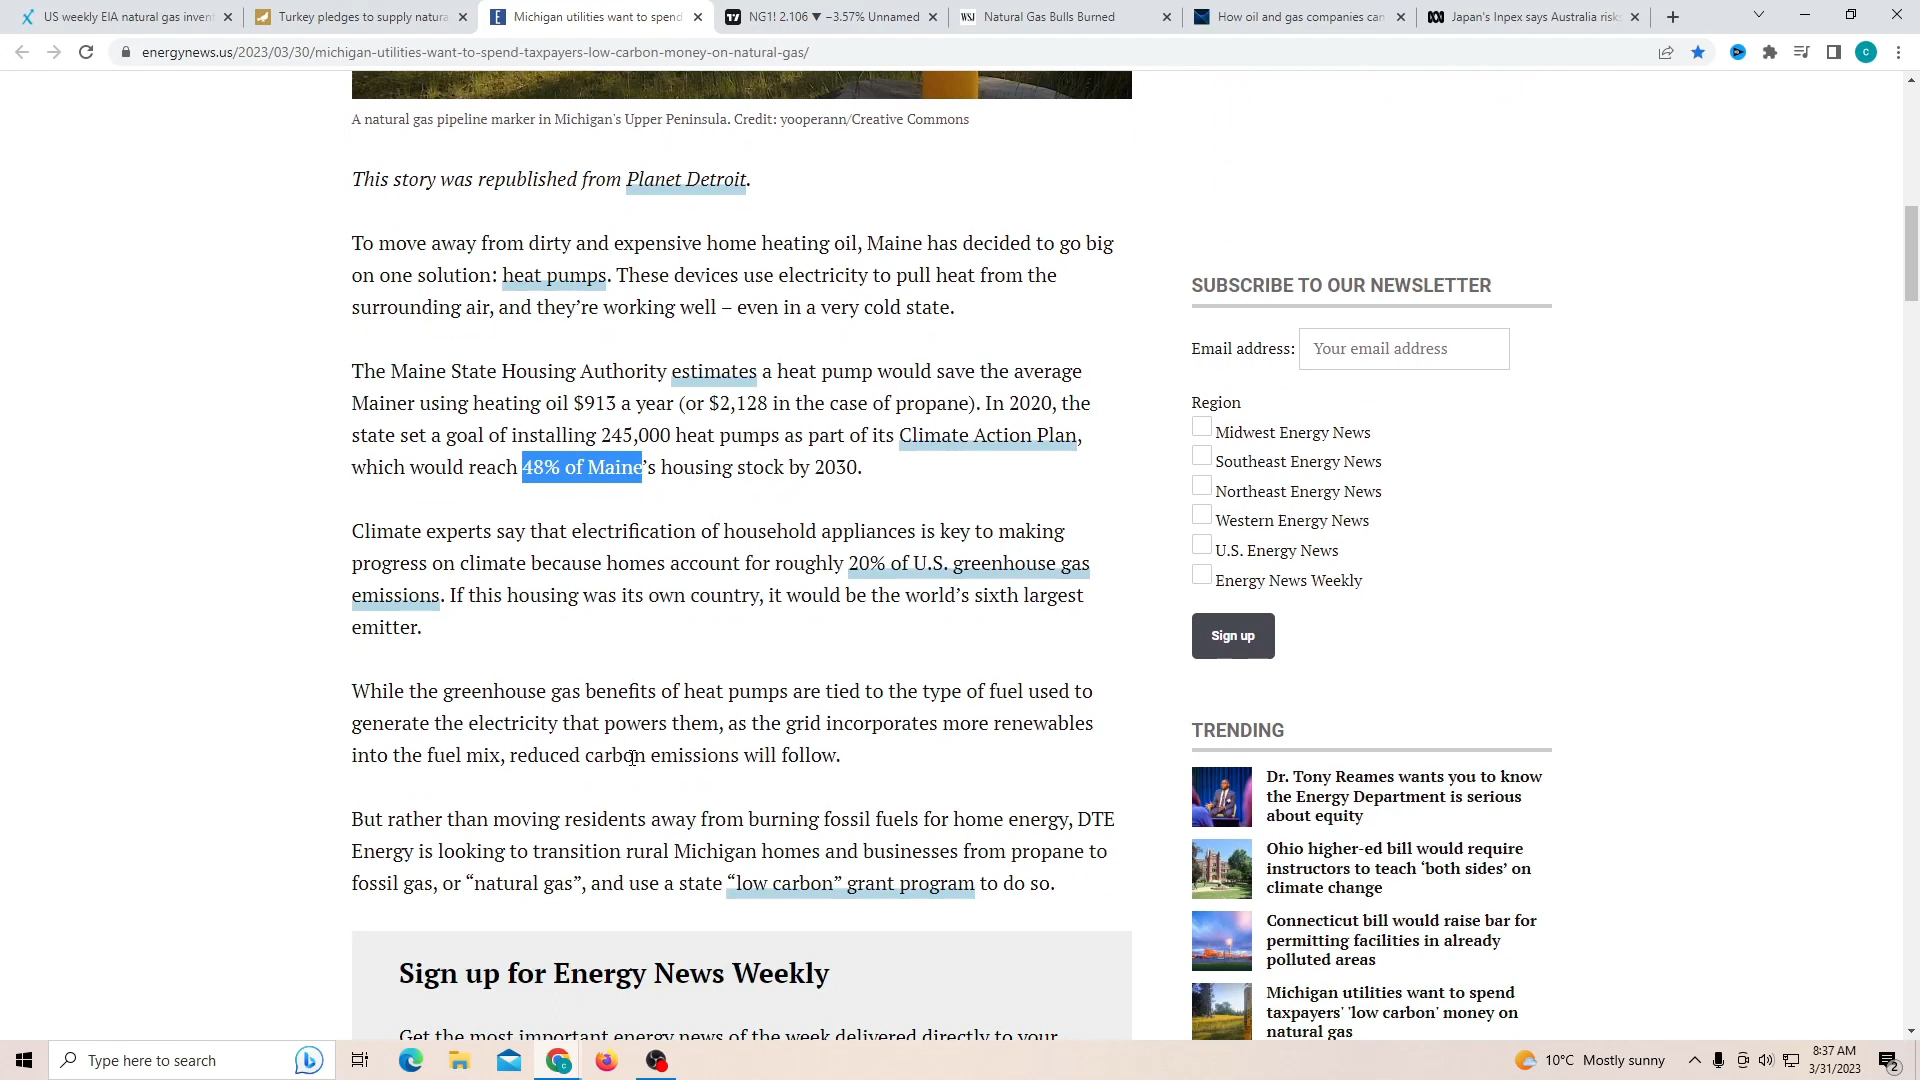 US weekly EIA natural gas inven
Turkey pledges to supply natura
Michigan utilities want to spend
NG1! 2.106 ▼ −3.57% Unnamed
WSJ Natural Gas Bulls Burned
How oil and gas companies can
Japan's Inpex says Australia risks
energynews.us/2023/03/30/michigan-utilities-want-to-spend-taxpayers-low-carbon-money-on-natural-gas/
A natural gas pipeline marker in Michigan's Upper Peninsula. Credit: yooperann/Creative Commons
This story was republished from Planet Detroit.
To move away from dirty and expensive home heating oil, Maine has decided to go big
on one solution: heat pumps. These devices use electricity to pull heat from the
surrounding air, and they’re working well – even in a very cold state.
The Maine State Housing Authority estimates a heat pump would save the average
Mainer using heating oil $913 a year (or $2,128 in the case of propane). In 2020, the
state set a goal of installing 245,000 heat pumps as part of its Climate Action Plan,
which would reach 48% of Maine’s housing stock by 2030.
Climate experts say that electrification of household appliances is key to making
progress on climate because homes account for roughly 20% of U.S. greenhouse gas
emissions. If this housing was its own country, it would be the world’s sixth largest
emitter.
While the greenhouse gas benefits of heat pumps are tied to the type of fuel used to
generate the electricity that powers them, as the grid incorporates more renewables
into the fuel mix, reduced carbon emissions will follow.
But rather than moving residents away from burning fossil fuels for home energy, DTE
Energy is looking to transition rural Michigan homes and businesses from propane to
fossil gas, or “natural gas”, and use a state “low carbon” grant program to do so.
Sign up for Energy News Weekly
Get the most important energy news of the week delivered directly to your
SUBSCRIBE TO OUR NEWSLETTER
Email address: Your email address
Region
Midwest Energy News
Southeast Energy News
Northeast Energy News
Western Energy News
U.S. Energy News
Energy News Weekly
Sign up
TRENDING
Dr. Tony Reames wants you to know
the Energy Department is serious
about equity
Ohio higher-ed bill would require
instructors to teach ‘both sides’ on
climate change
Connecticut bill would raise bar for
permitting facilities in already
polluted areas
Michigan utilities want to spend
taxpayers' 'low carbon' money on
natural gas
Type here to search
10°C Mostly sunny
8:37 AM
3/31/2023
2